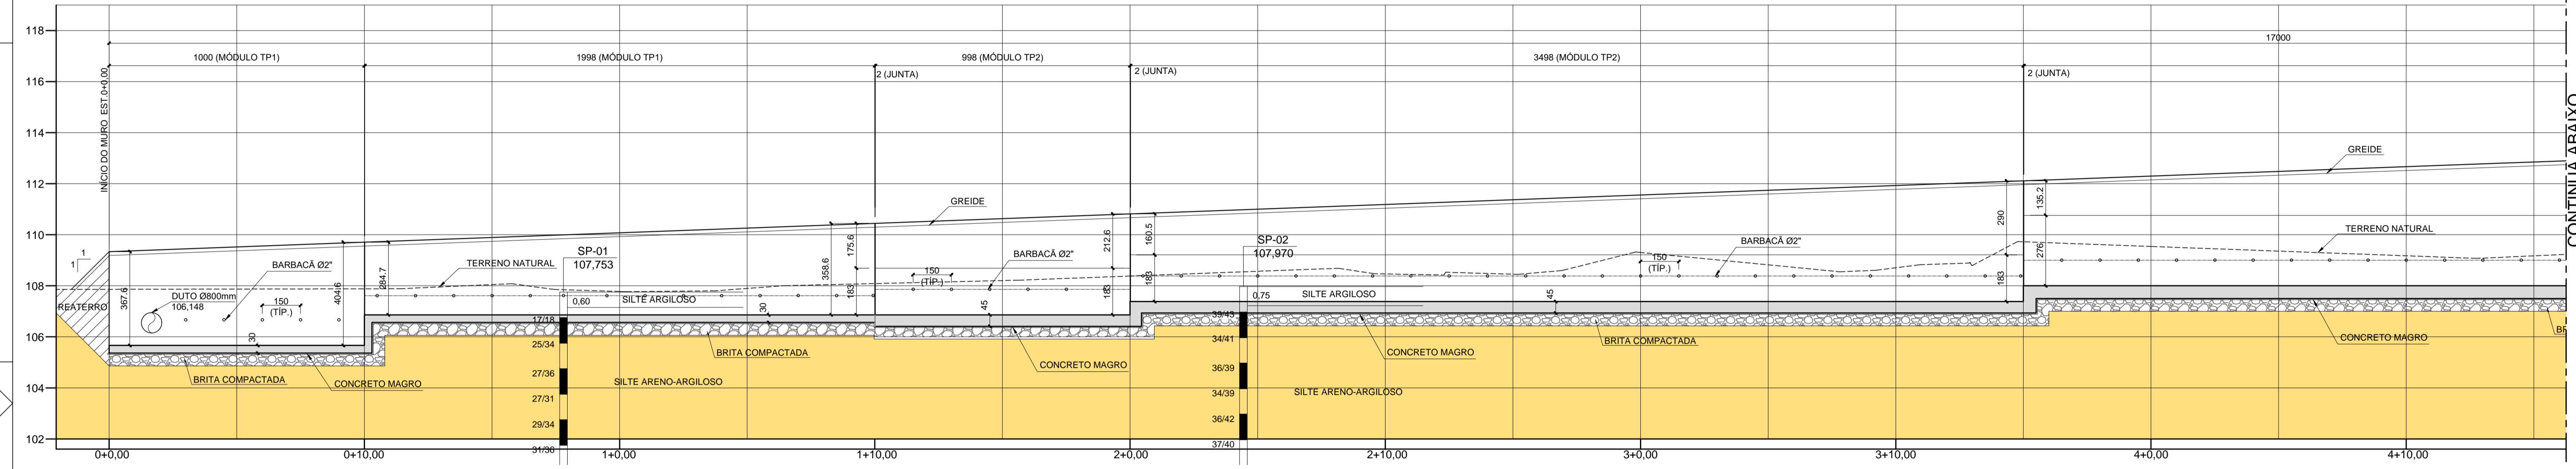 118
116
114
112
110
108
106
104
102
1000 (MÓDULO TP1)
1998 (MÓDULO TP1)
998 (MÓDULO TP2)
3498 (MÓDULO TP2)
17000
2 (JUNTA)
2 (JUNTA)
2 (JUNTA)
INÍCIO DO MURO EST.0+0,00
CONTINUA ABAIXO
GREIDE
GREIDE
1
1
REATERRO
367.6
DUTO Ø800mm
106,148
BARBACÃ Ø2"
150
(TÍP.)
30
404.6
284.7
TERRENO NATURAL
SP-01
107,753
0,60
SILTE ARGILOSO
30
358.6
175.6
183
150
(TÍP.)
BARBACÃ Ø2"
45
212.6
183
160.5
183
SP-02
107,970
0,75
SILTE ARGILOSO
45
150
(TÍP.)
BARBACÃ Ø2"
290
183
135.2
276
TERRENO NATURAL
BRITA COMPACTADA
CONCRETO MAGRO
17/18
25/34
27/36
27/31
29/34
31/36
SILTE ARENO-ARGILOSO
BRITA COMPACTADA
CONCRETO MAGRO
39/43
34/41
36/39
34/39
36/42
37/40
SILTE ARENO-ARGILOSO
CONCRETO MAGRO
BRITA COMPACTADA
CONCRETO MAGRO
0+0,00
0+10,00
1+0,00
1+10,00
2+0,00
2+10,00
3+0,00
3+10,00
4+0,00
4+10,00